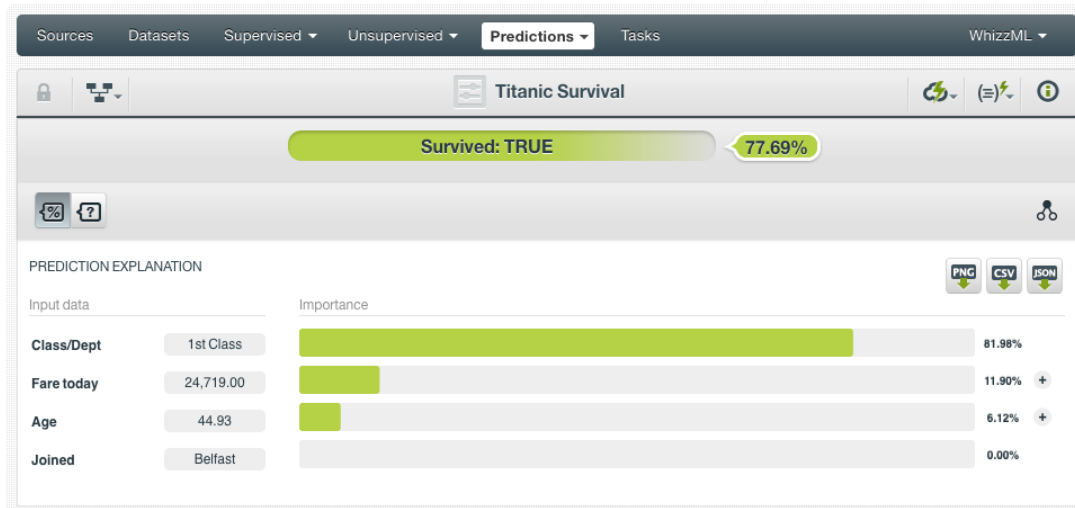 Sources Datasets Supervised Unsupervised Predictions Tasks WhizzML
Titanic Survival
Survived: TRUE 77.69%
PREDICTION EXPLANATION
PNG CSV JSON
Input data Importance
Class/Dept 1st Class 81.98%
Fare today 24,719.00 11.90% +
Age 44.93 6.12% +
Joined Belfast 0.00%